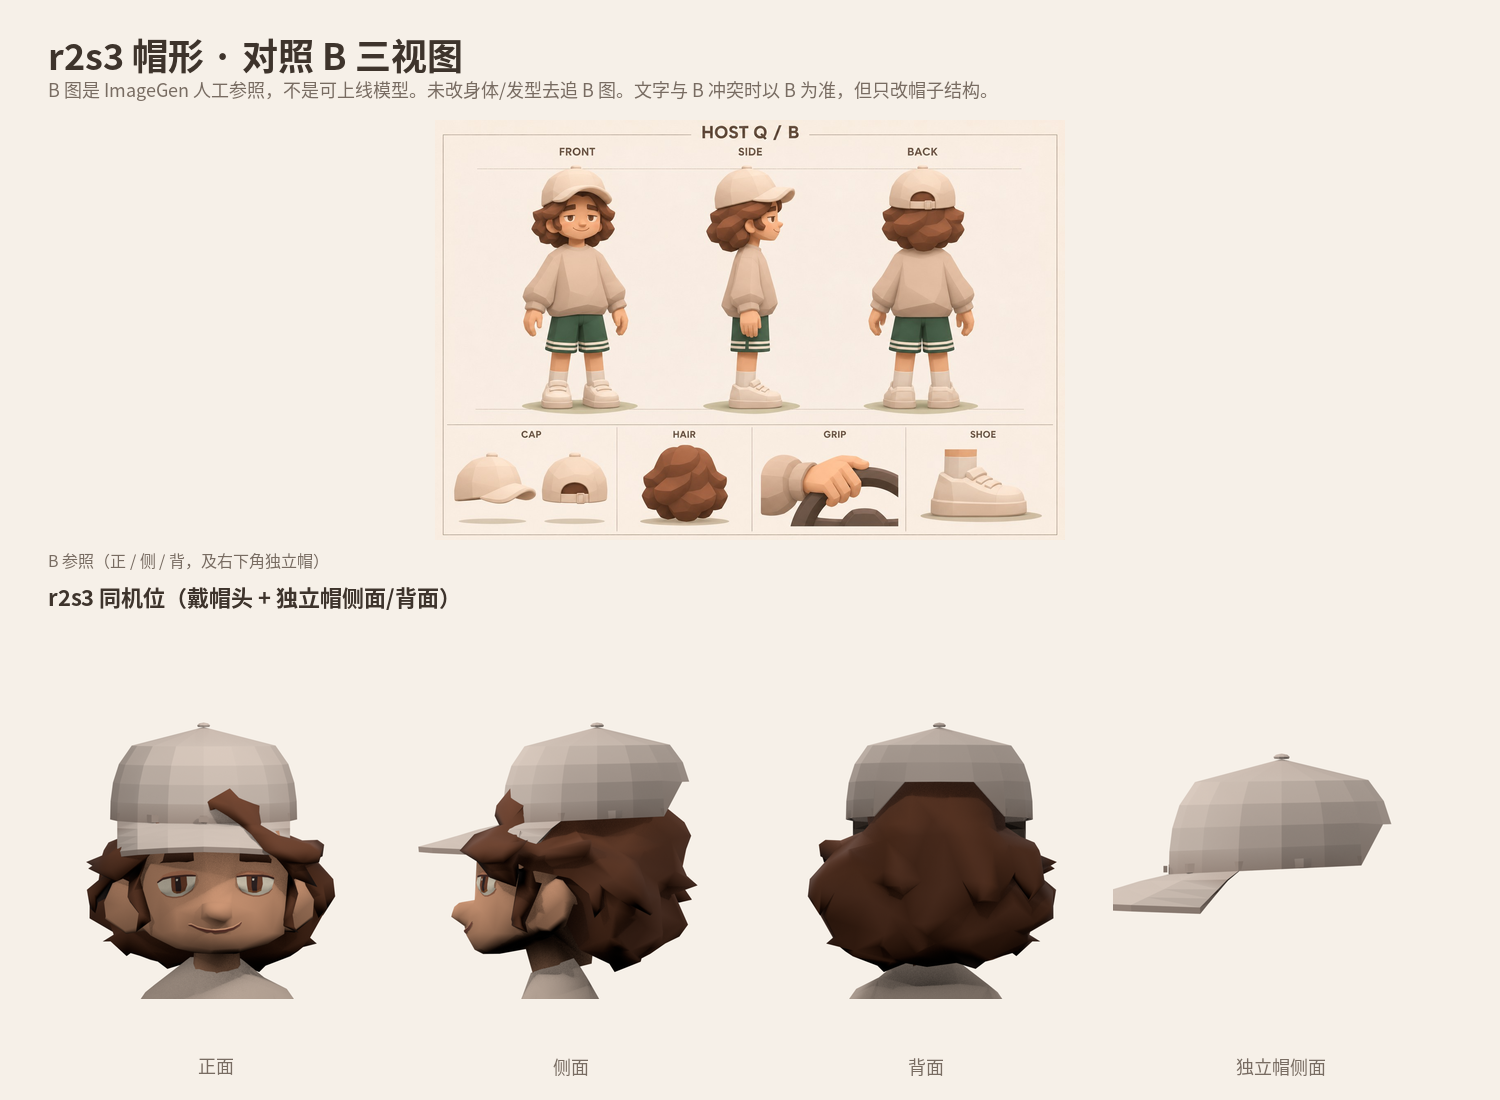 r2s3 帽形 · 对照 B 三视图
B 图是 ImageGen 人工参照，不是可上线模型。未改身体/发型去追 B 图。文字与 B 冲突时以 B 为准，但只改帽子结构。
HOST Q / B
FRONT
SIDE
BACK
CAP
HAIR
GRIP
SHOE
B 参照（正 / 侧 / 背，及右下角独立帽）
r2s3 同机位（戴帽头 + 独立帽侧面/背面）
正面
侧面
背面
独立帽侧面